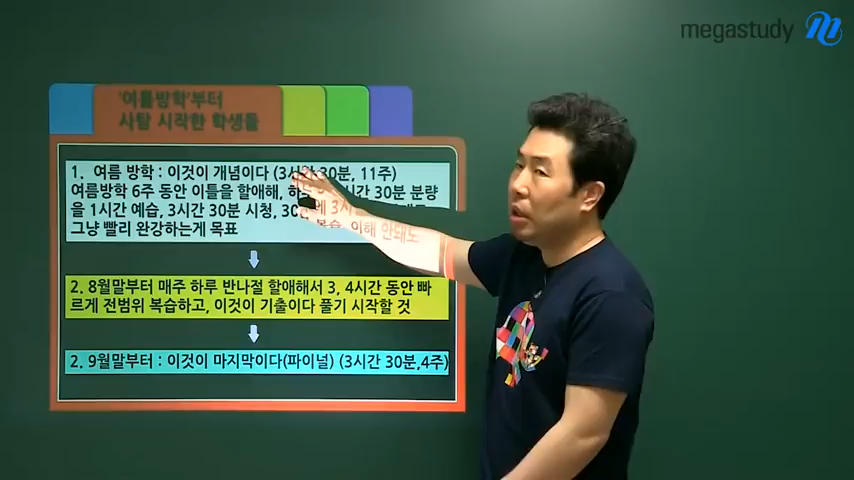 megastudy
'여름방학'부터
사탐 시작한 학생들
1. 여름 방학 : 이것이 개념이다 (3시간 30분, 11주)
여름방학 6주 동안 이틀을 할애해, 30분 분량
을 1시간 예습, 3시간 30분 시청, 복습, 이해 안돼도
그냥 빨리 완강하는게 목표
2. 8월말부터 매주 하루 반나절 할애해서 3, 4시간 동안 빠
르게 전범위 복습하고, 이것이 기출이다 풀기 시작할 것
2. 9월말부터 : 이것이 마지막이다(파이널) (3시간 30분,4주)